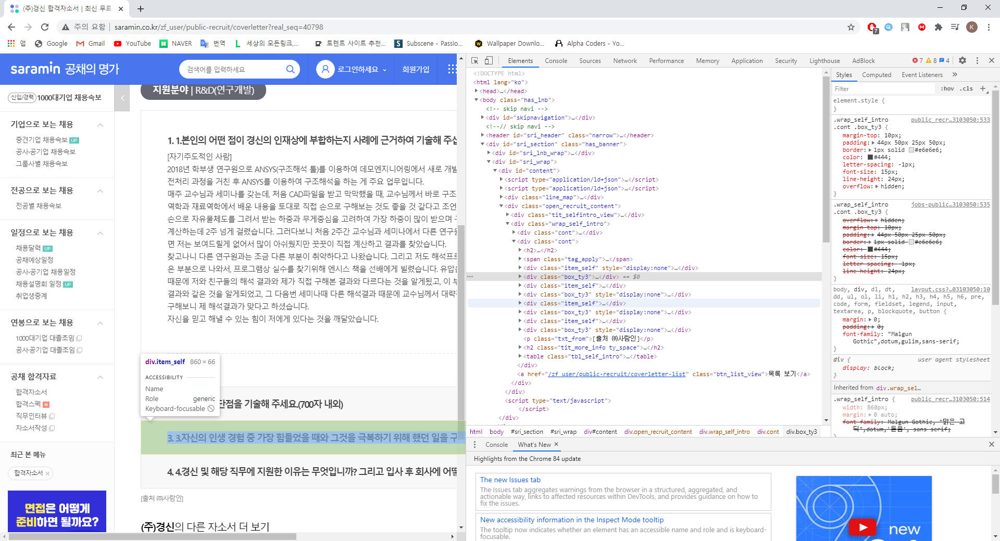 (주)경신 합격자소서 | 최신 무료
주의 요함 | saramin.co.kr/zf_user/public-recruit/coverletter?real_seq=40798
7
K
앱
Google
Gmail
YouTube
NAVER
번역
세상의 모든링크,...
토렌트 사이트 추천...
Subscene - Passio...
Wallpaper Downlo...
Alpha Coders - Yo...
saramin 공채의 명가
검색어를 입력하세요
로그인하세요
회원가입
신입/경력 1000대기업 채용속보
기업으로 보는 채용
중견기업 채용속보 UP
공사·공기업 채용속보
그룹사별 채용속보
전공으로 보는 채용
전공별 채용속보
일정으로 보는 채용
채용달력 UP
공채예상일정
공사·공기업 채용일정
채용설명회 일정 UP
취업생중계
연봉으로 보는 채용
1000대기업 대졸초임
공사·공기업 대졸초임
공채 합격자료
합격자소서
합격스펙 N
직무인터뷰
자소서작성
최근 본 메뉴
합격자소서
면접은 어떻게
준비하면 될까요?
지원분야 | R&D(연구개발)
1. 1.본인의 어떤 점이 경신의 인재상에 부합하는지 사례에 근거하여 기술해 주십
[자기주도적인 사람]
2018년 학부생 연구원으로 ANSYS(구조해석 툴)를 이용하여 데모엔지니어링에서 새로 개발
전처리 과정을 거친 후 ANSYS를 이용하여 구조해석을 하는 게 주요 업무입니다.
매주 교수님과 세미나를 갖는데, 처음 CAD파일을 받고 막막했을 때, 교수님께서 바로 구조
역학과 재료역학에서 배운 내용을 토대로 직접 손으로 구해보는 것도 좋을 것 같다고 조언
손으로 자유물체도를 그려서 받는 하중과 무게중심을 고려하여 가장 하중이 많이 받으며
계산하는데 2주 넘게 걸렸습니다. 그러다보니 처음 2주간 교수님과 세미나에서 다른 연구원
면 저는 보여드릴게 없어서 많이 아쉬웠지만 꿋꿋이 직접 계산하고 결과를 찾았습니다.
찾고나니 다른 연구원과는 조금 다른 부분이 취약하다고 나왔습니다. 그리고 저도 해석프로
은 부분으로 나와서, 프로그램상 실수를 찾기위해 엔시스 책을 선배에게 빌렸습니다. 유압을
때문에 저와 친구들의 해석 결과와 제가 직접 구해본 결과와 다르다는 것을 알게됬고, 이 부
결과와 같은 것을 알게되었고, 그 다음번 세미나때 다른 해석결과 때문에 교수님께서 대략적
구해보니 제 해석결과가 맞다고 하셨습니다.
자신을 믿고 해낼 수 있는 힘이 저에게 있다는 것을 깨달았습니다.
div.item_self 860 × 66
ACCESSIBILITY
Name
Role generic
Keyboard-focusable
단점을 기술해 주세요.(700자 내외)
3. 3.자신의 인생 경험 중 가장 힘들었을 때와 그것을 극복하기 위해 했던 일을 구
4. 4.경신 및 해당 직무에 지원한 이유는 무엇입니까? 그리고 입사 후 회사에 어떻
[출처 ㈜사람인]
(주)경신의 다른 자소서 더 보기
Elements Console Sources Network Performance Memory Application Security Lighthouse AdBlock 7 8 4
<!DOCTYPE html>
<html lang="ko">
<head>…</head>
<body class="has_lnb">
<!-- skip navi -->
<div id="skipnavigation">…</div>
<!--// skip navi -->
<header id="sri_header" class="narrow">…</header>
<div id="sri_section" class="has_banner">
<div id="sri_lnb_wrap">…</div>
<div id="sri_wrap">
<div id="content">
<script type="application/ld+json">…</script>
<script type="application/ld+json">…</script>
<div class="line_map">…</div>
<div class="open_recruit_content">
<div class="tit_selfintro_view">…</div>
<div class="wrap_self_intro">
<div class="cont">…</div>
<div class="cont">
<h2>…</h2>
<span class="tag_apply">…</span>
<div class="item_self" style="display:none">…</div>
<div class="box_ty3">…</div> == $0
<div class="item_self">…</div>
<div class="box_ty3" style="display:none">…</div>
<div class="item_self">…</div>
<div class="box_ty3" style="display:none">…</div>
<div class="item_self">…</div>
<div class="box_ty3" style="display:none">…</div>
<p class="txt_from">[출처 ㈜사람인]</p>
<h2 class="tit_more_info ty_space">…</h2>
<table class="tbl_self_intro">…</table>
</div>
<a href="/zf_user/public-recruit/coverletter-list" class="btn_list_view">목록 보기</a>
</div>
</div>
<script type="text/javascript">
</script>
</div>
html body #sri_section #sri_wrap div#content div.open_recruit_content div.wrap_self_intro div.cont div.box_ty3
Styles Computed Event Listeners »
Filter :hov .cls +
element.style {
}
.wrap_self_intro public_recr…3103050:533
.cont .box_ty3 {
margin-top: 10px;
padding: 44px 50px 25px 50px;
border: 1px solid #e6e6e6;
color: #444;
letter-spacing: -1px;
font-size: 15px;
line-height: 24px;
overflow: hidden;
}
.wrap_self_intro jobs-public…3103050:535
.cont .box_ty3 {
overflow: hidden;
margin-top: 10px;
padding: 44px 50px 25px 50px;
border: 1px solid #e6e6e6;
color: #444;
font-size: 15px;
letter-spacing: -1px;
line-height: 24px;
}
body, div, dl, dt, layout.css?…03103050:10
dd, ul, ol, li, h1, h2, h3, h4, h5, h6, pre,
code, form, fieldset, legend, input,
textarea, p, blockquote, button {
margin: 0;
padding: 0;
font-family: "Malgun
Gothic",dotum,gulim,sans-serif;
}
div { user agent stylesheet
display: block;
}
Inherited from div.wrap_sel…
.wrap_self_intro { public_recr…3103050:514
width: 860px;
margin: 0 auto;
font-family: Malgun Gothic, "맑은 고
딕",dotum,'돋움', sans-serif;
Console What's New
Highlights from the Chrome 84 update
The new Issues tab
The Issues tab aggregates warnings from the browser in a structured, aggregated, and
actionable way, links to affected resources within DevTools, and provides guidance on how to
fix the issues.
New accessibility information in the Inspect Mode tooltip
The tooltip now indicates whether an element has an accessible name and role and is keyboard-
focusable.
new